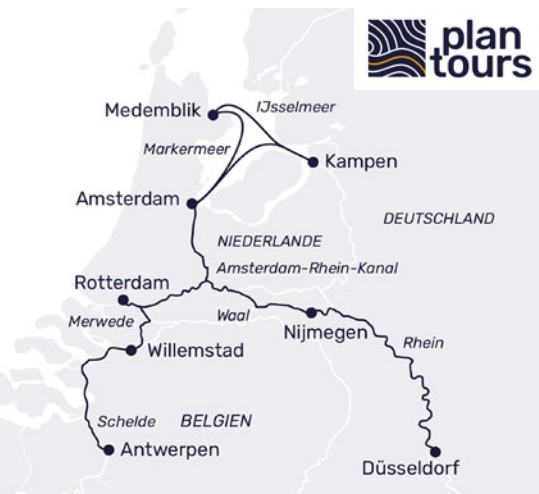 plan
tours
Medemblik
IJsselmeer
Markermeer
Kampen
Amsterdam
DEUTSCHLAND
NIEDERLANDE
Amsterdam-Rhein-Kanal
Rotterdam
Merwede
Waal
Nijmegen
Rhein
Willemstad
Schelde
BELGIEN
Antwerpen
Düsseldorf